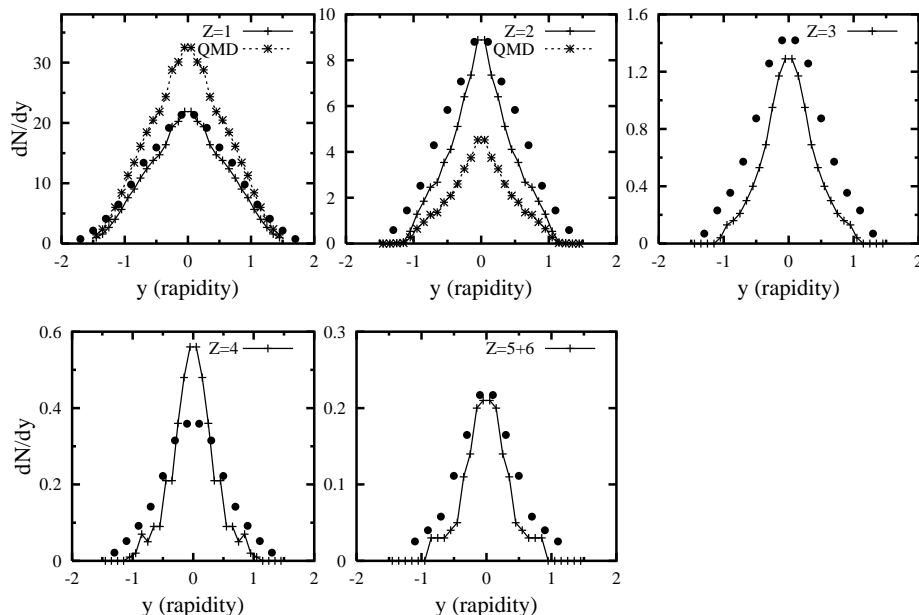 Z=1
QMD
dN/dy
30
20
10
0
-2 -1 0 1 2
y (rapidity)
Z=2
QMD
10
8
6
4
2
0
-2 -1 0 1 2
y (rapidity)
Z=3
1.6
1.2
0.8
0.4
0
-2 -1 0 1 2
y (rapidity)
Z=4
dN/dy
0.6
0.4
0.2
0
-2 -1 0 1 2
y (rapidity)
Z=5+6
0.3
0.2
0.1
0
-2 -1 0 1 2
y (rapidity)